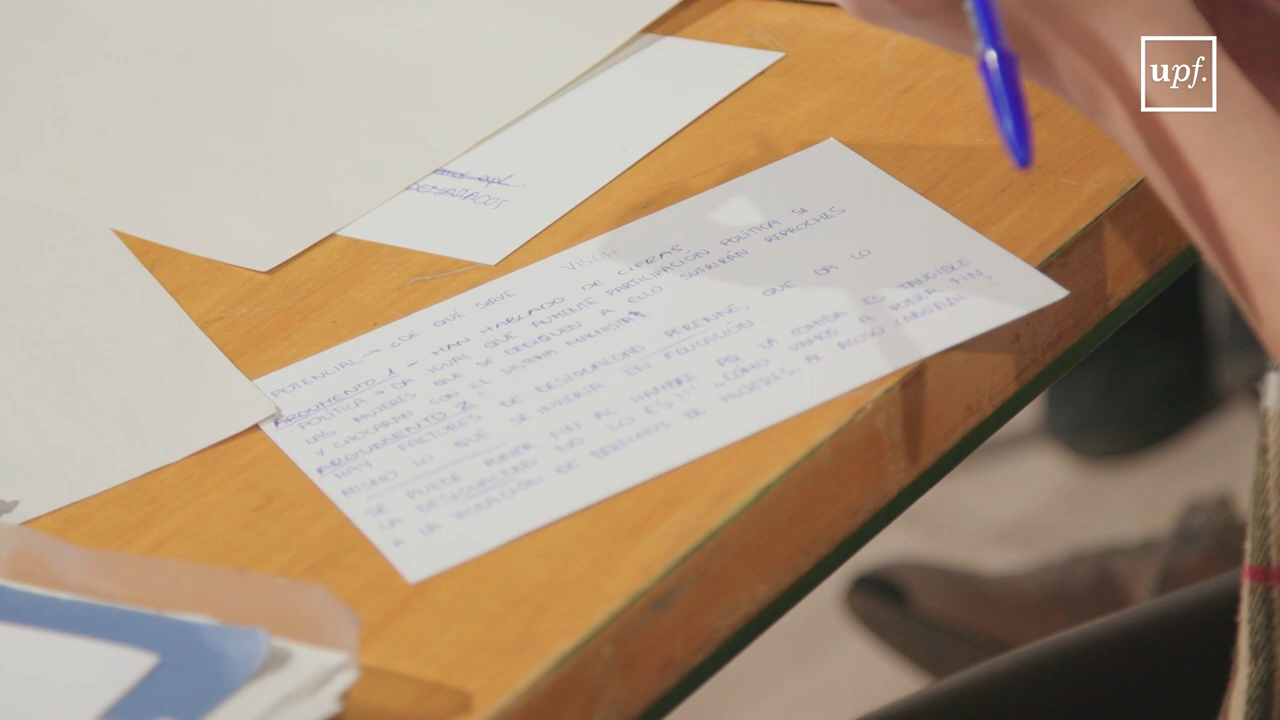 upf.
DEMASIADOS
POTENCIAL → ¿DE QUÉ SIRVE
ARGUMENTO 1 - HAN HABLADO DE CIFRAS
POLÍTICA → DA IGUAL QUE AUMENTE PARTICIPACIÓN POLÍTICA SI
LAS MUJERES QUE SE DEDIQUEN A ELLO SUFRIRÁN REPROCHES
Y CHOCARÁN CON EL SISTEMA MACHISTA
ARGUMENTO 2 -
HAY FACTORES DE DESIGUALDAD PERENNE, QUE DA LO
MISMO LO QUE SE INVIERTA EN EDUCACIÓN
SE PUEDE PONER FIN AL HAMBRE PQ LA COMIDA ES TANGIBLE
LA DESIGUALDAD NO LO ES!!! ¿CÓMO VAMOS A PONER FIN
A LA VIOLACIÓN DE DERECHOS DE MUJERES, AL ACOSO